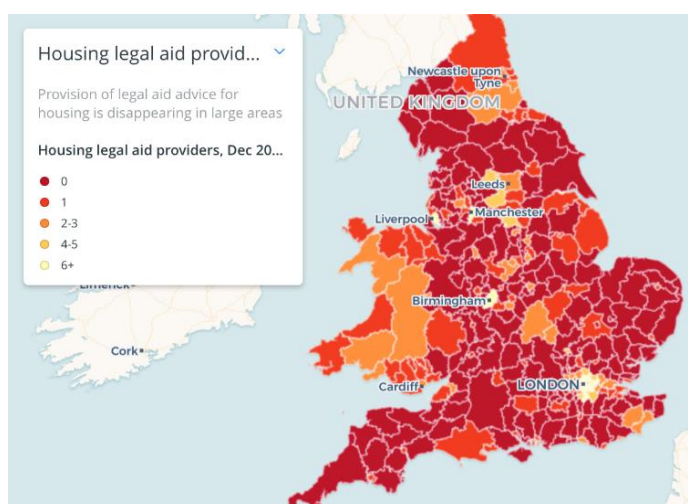 Housing legal aid provid...
Provision of legal aid advice for
housing is disappearing in large areas
Housing legal aid providers, Dec 20...
0
1
2-3
4-5
6+
Newcastle upon
Tyne
UNITED KINGDOM
Leeds
Liverpool
Manchester
Limerick
Birmingham
Cork
Cardiff
LONDON